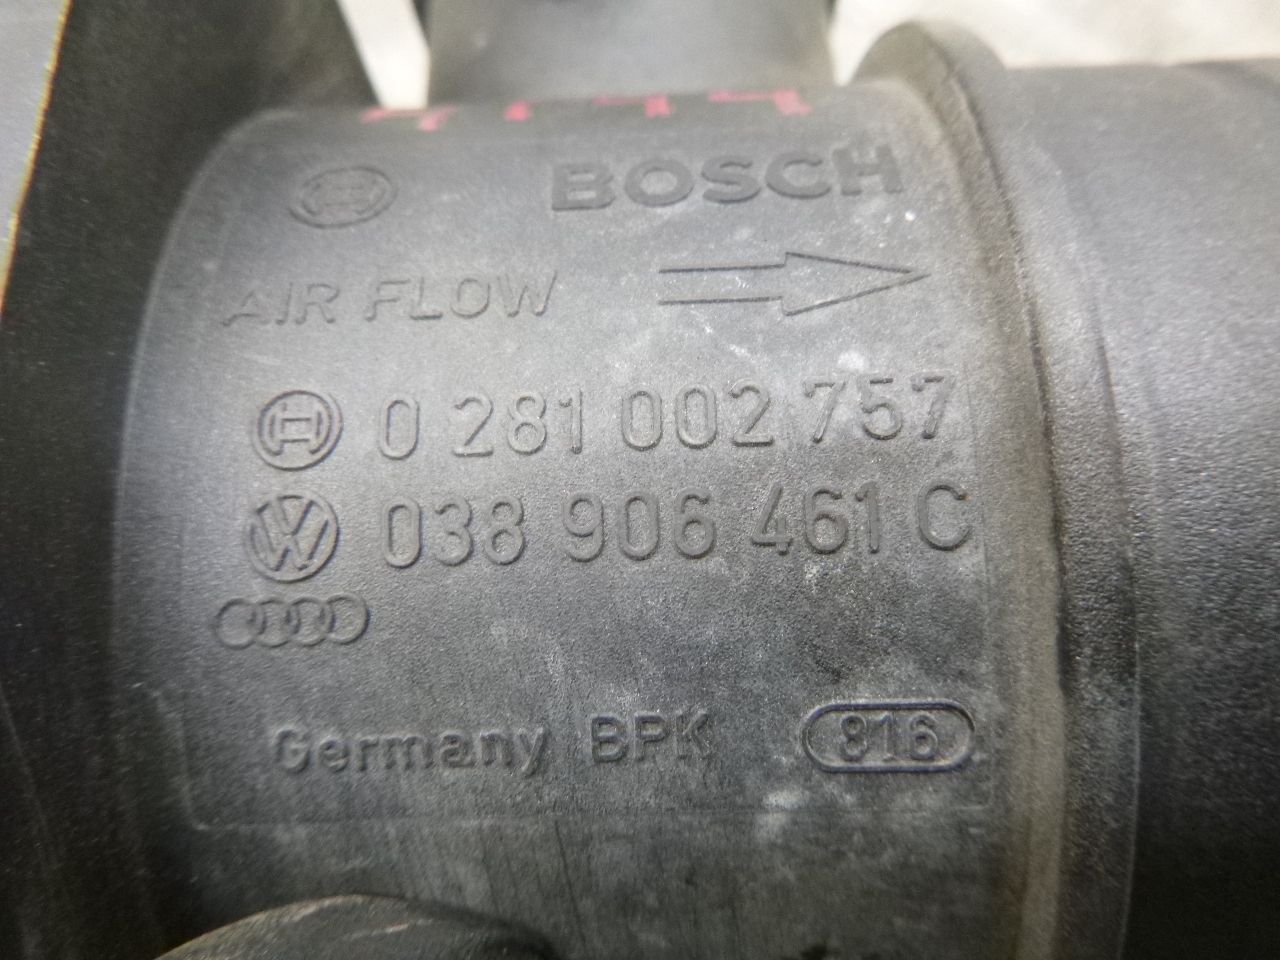 BOSCH
AIR FLOW
0 281 002 757
038 906 461 C
Germany BPK 816